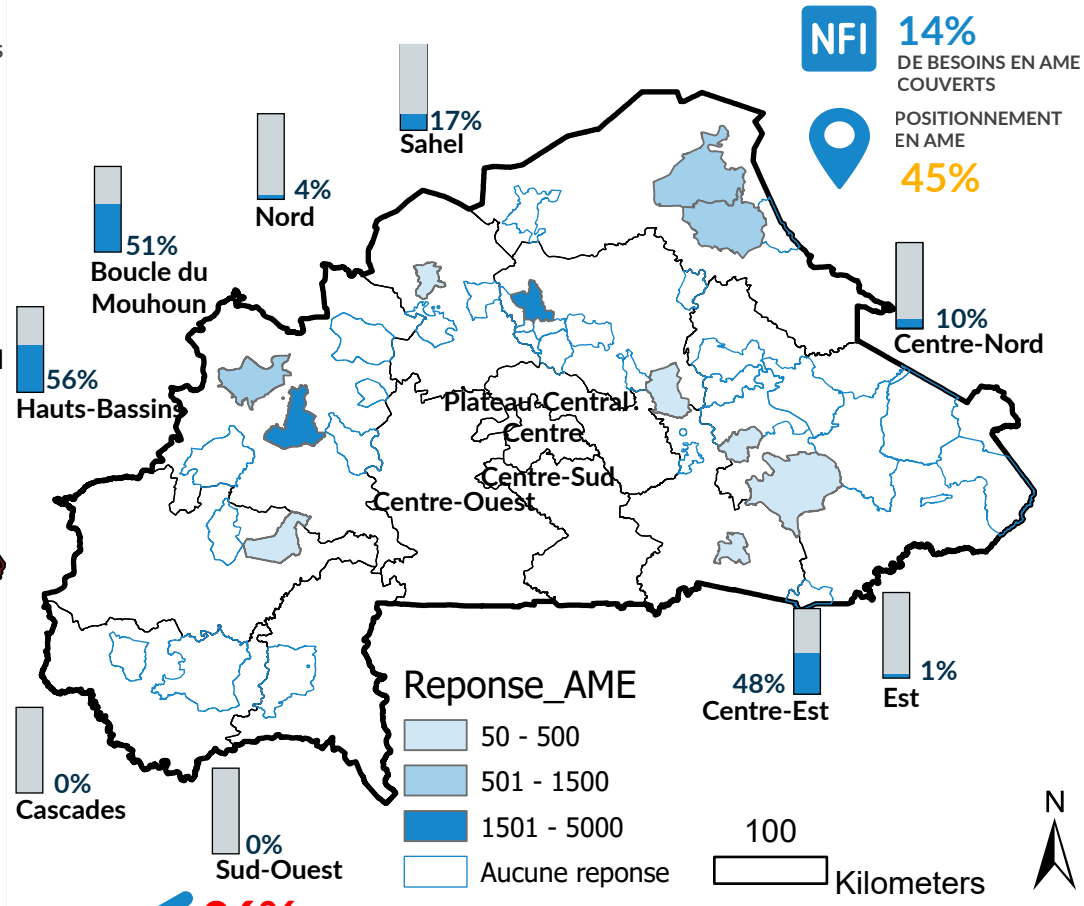 NFI
14%
DE BESOINS EN AME
COUVERTS
POSITIONNEMENT
EN AME
45%
17%
Sahel
4%
Nord
51%
Boucle du
Mouhoun
56%
Hauts-Bassins
10%
Centre-Nord
Plateau-Central
Centre
Centre-Sud
Centre-Ouest
48%
Centre-Est
1%
Est
0%
Cascades
0%
Sud-Ouest
Reponse_AME
50 - 500
501 - 1500
1501 - 5000
Aucune reponse
100
Kilometers
N